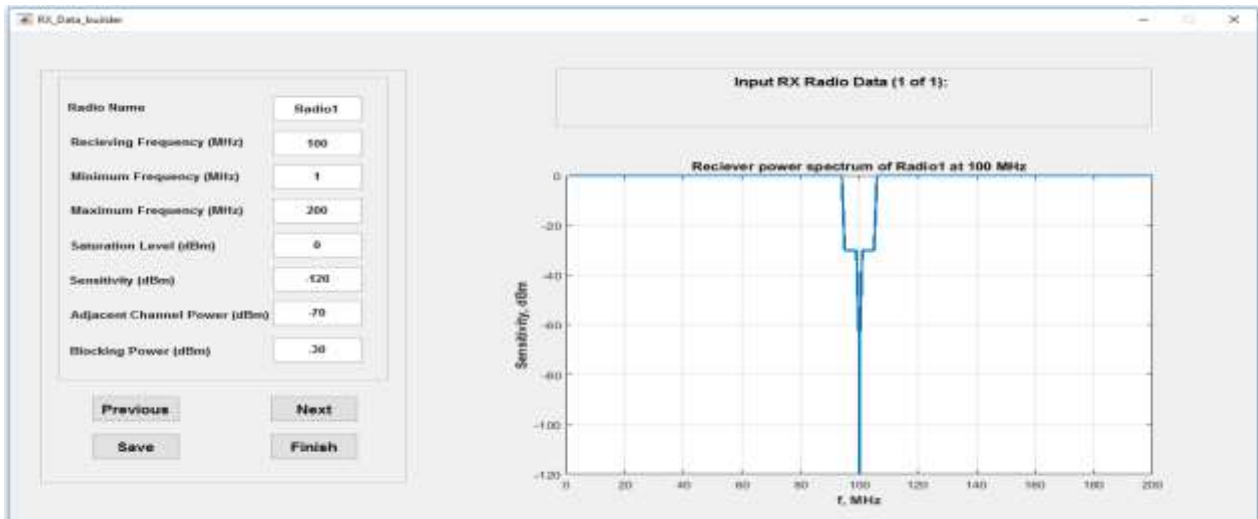 RX_Data_builder
Input RX Radio Data (1 of 1):
Radio Name
Radio1
Recieving Frequency (MHz)
100
Minimum Frequency (MHz)
1
Maximum Frequency (MHz)
200
Saturation Level (dBm)
0
Sensitivity (dBm)
-120
Adjacent Channel Power (dBm)
-70
Blocking Power (dBm)
-30
Previous
Next
Save
Finish
Reciever power spectrum of Radio1 at 100 MHz
Sensitivity, dBm
0
-20
-40
-60
-80
-100
-120
0 20 40 60 80 100 120 140 160 180 200
f, MHz